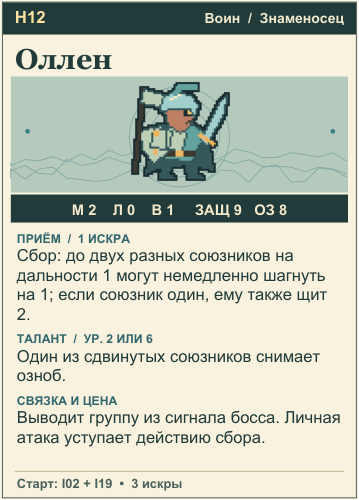 H12
Воин / Знаменосец
Оллен
М 2 Л 0 В 1 ЗАЩ 9 ОЗ 8
ПРИЁМ / 1 ИСКРА
Сбор: до двух разных союзников на
дальности 1 могут немедленно шагнуть
на 1; если союзник один, ему также щит
2.
ТАЛАНТ / УР. 2 ИЛИ 6
Один из сдвинутых союзников снимает
озноб.
СВЯЗКА И ЦЕНА
Выводит группу из сигнала босса. Личная
атака уступает действию сбора.
Старт: I02 + I19 • 3 искры